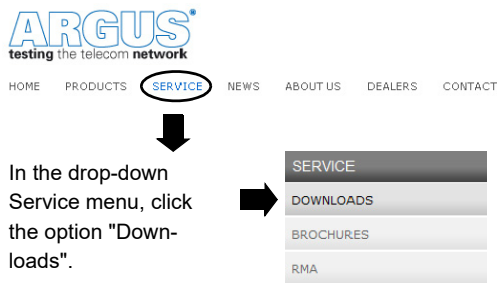 ARGUS®
testing the telecom network
HOME PRODUCTS SERVICE NEWS ABOUT US DEALERS CONTACT
In the drop-down
Service menu, click
the option "Down-
loads".
SERVICE
DOWNLOADS
BROCHURES
RMA